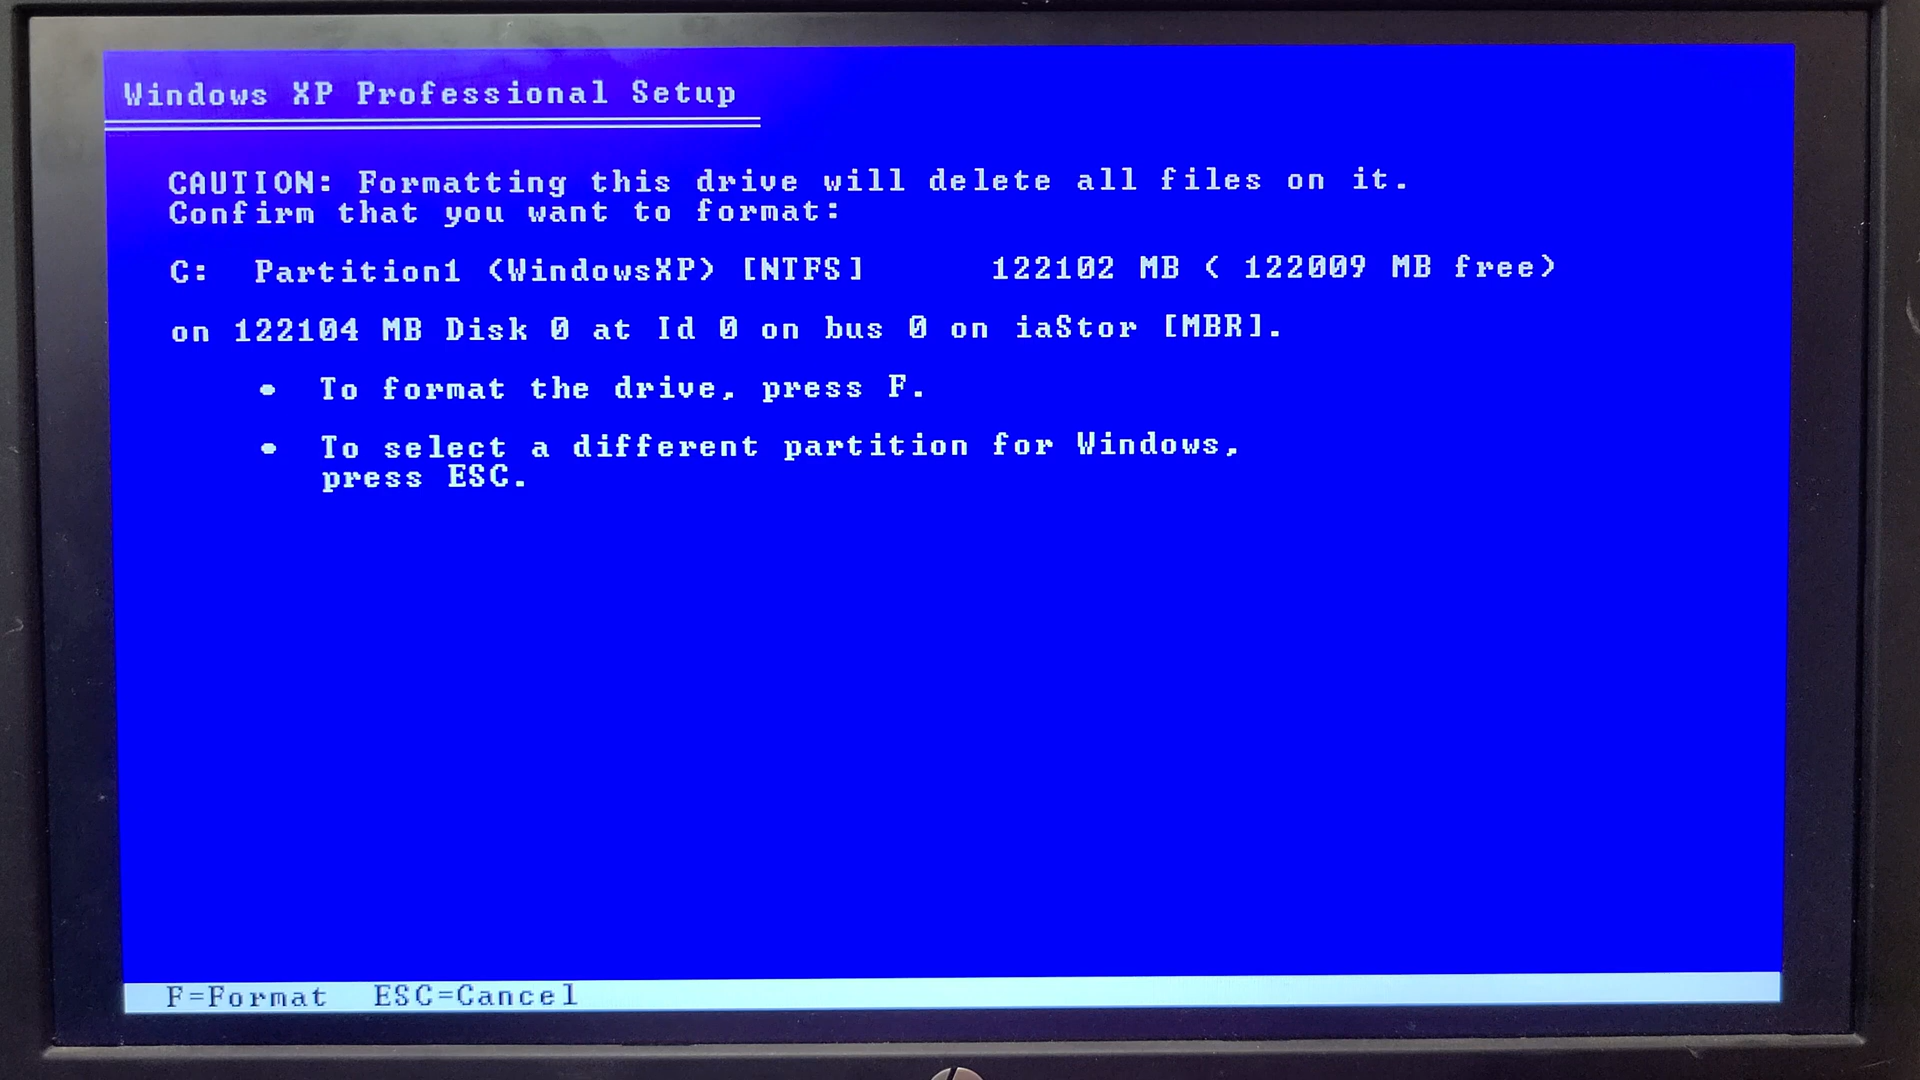 Windows XP Professional Setup
CAUTION: Formatting this drive will delete all files on it.
Confirm that you want to format:
C:  Partition1 (WindowsXP) [NTFS]      122102 MB ( 122009 MB free)
on 122104 MB Disk 0 at Id 0 on bus 0 on iaStor [MBR].
• To format the drive, press F.
• To select a different partition for Windows,
press ESC.
F=Format  ESC=Cancel